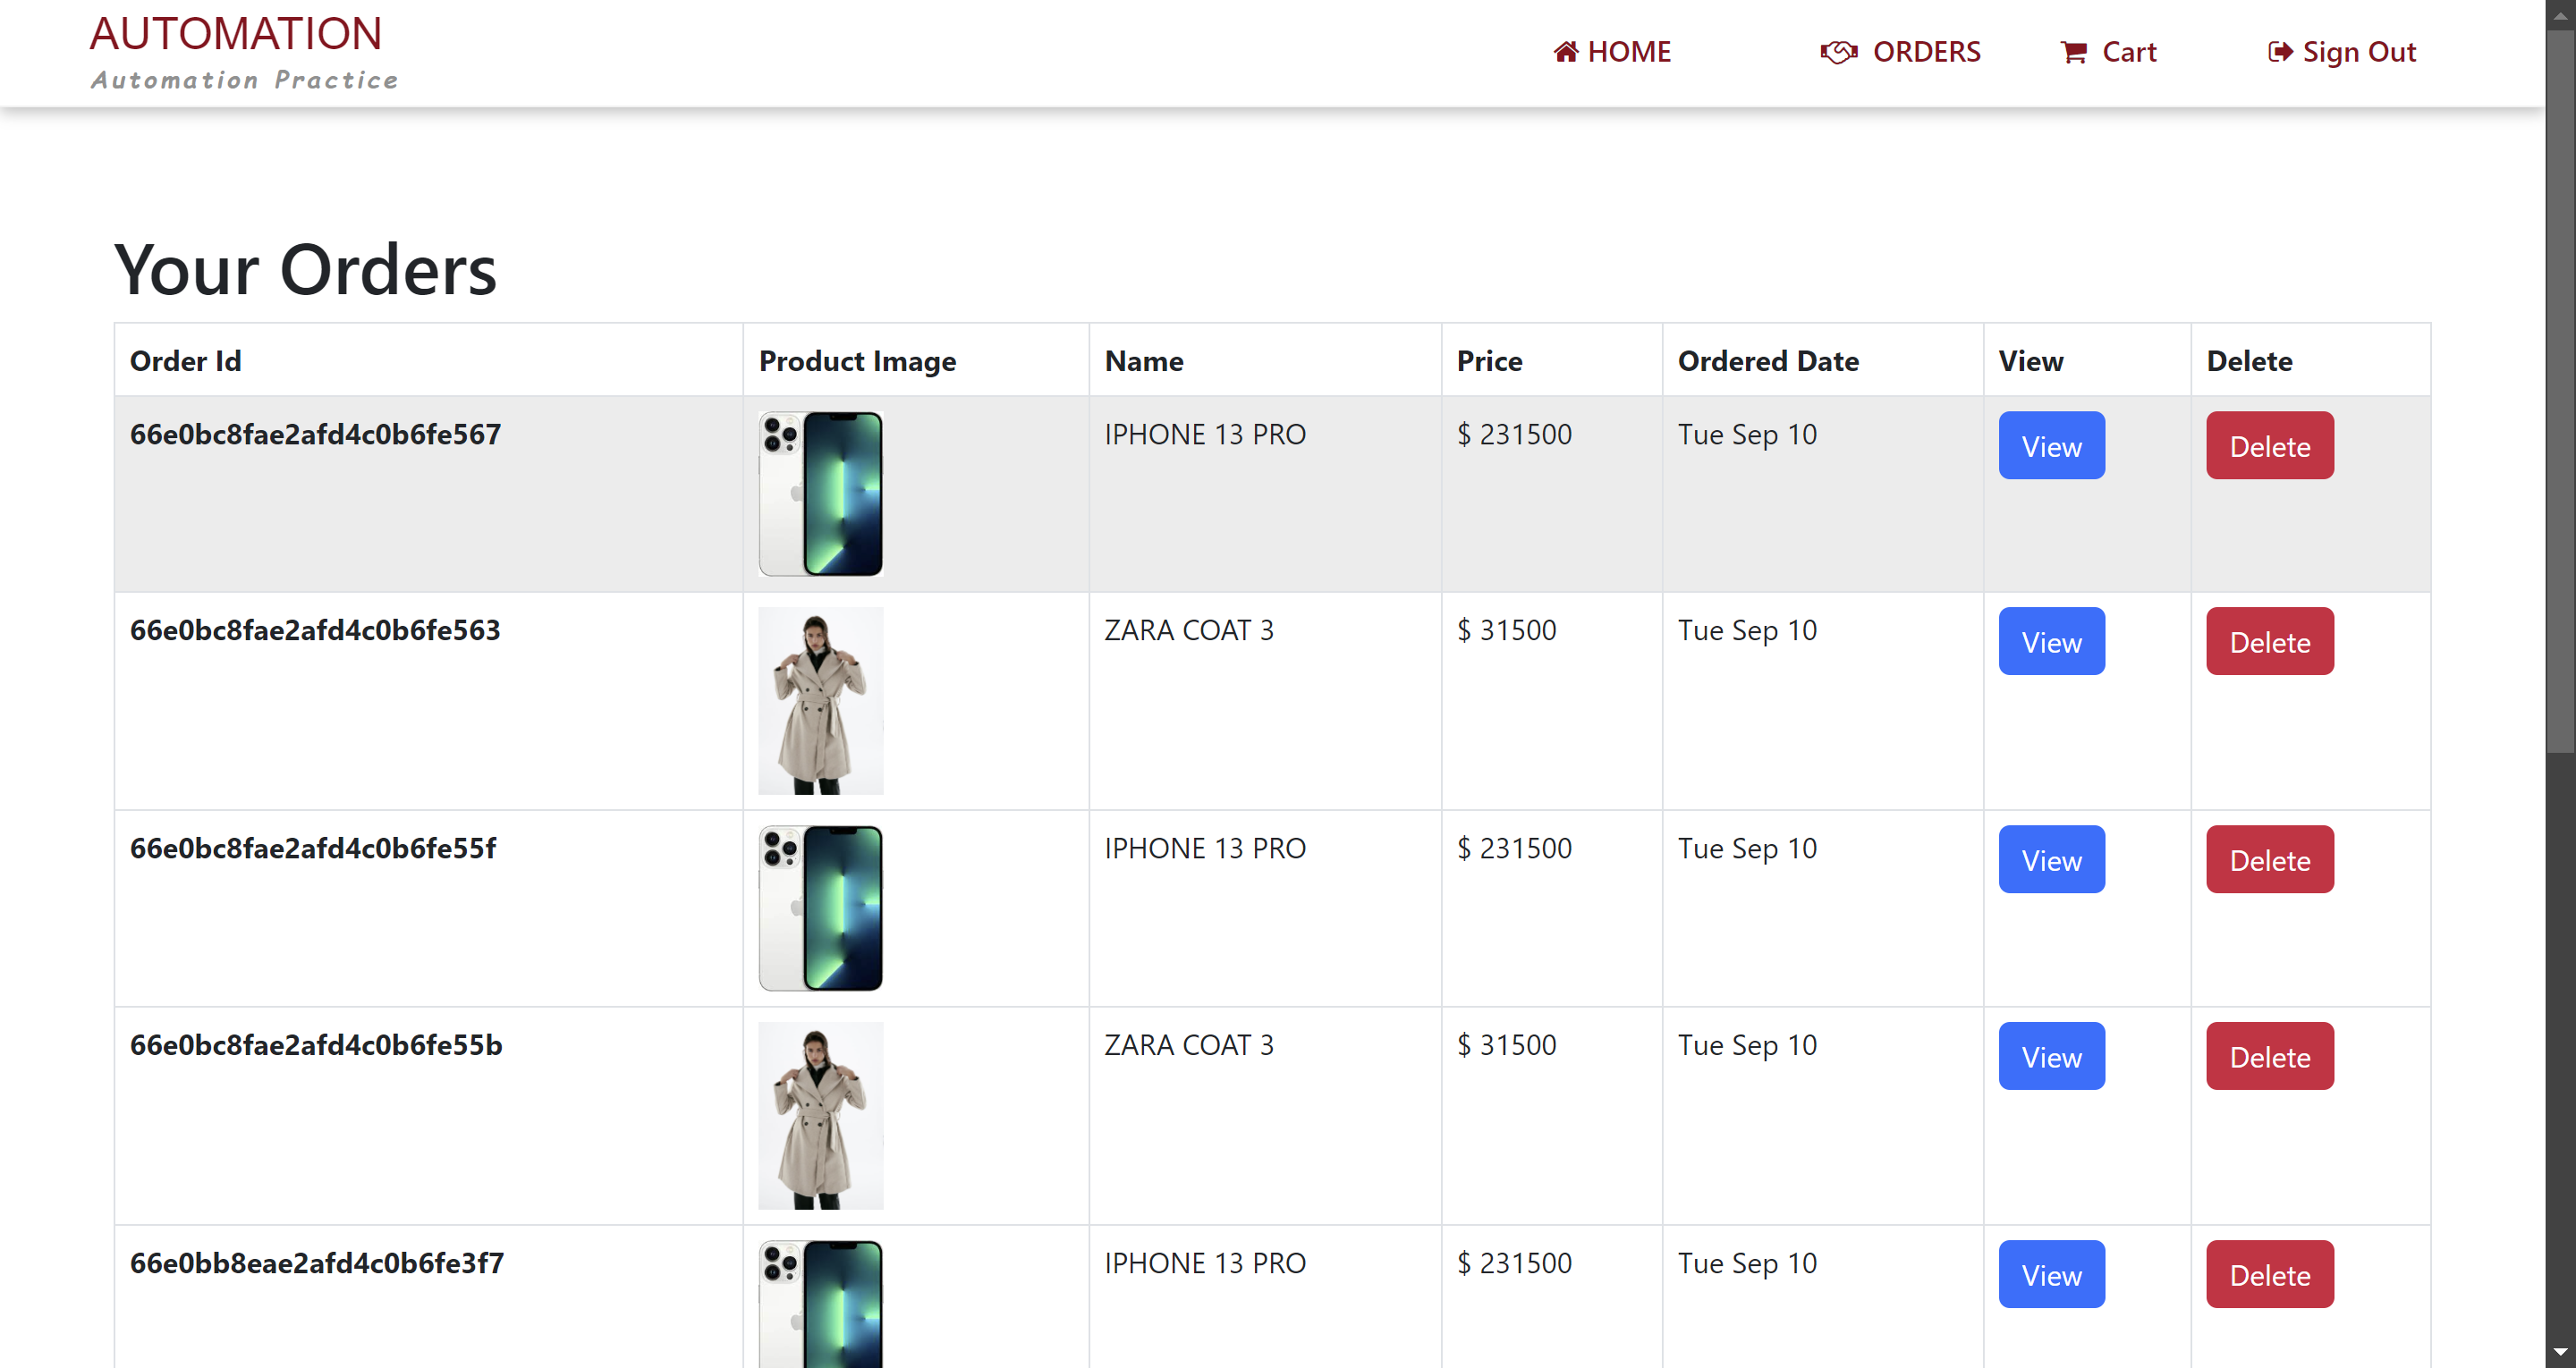 AUTOMATION
Automation Practice
HOME
ORDERS
Cart
Sign Out
Your Orders
Order Id Product Image Name Price Ordered Date View Delete
66e0bc8fae2afd4c0b6fe567 IPHONE 13 PRO $ 231500 Tue Sep 10 View Delete
66e0bc8fae2afd4c0b6fe563 ZARA COAT 3 $ 31500 Tue Sep 10 View Delete
66e0bc8fae2afd4c0b6fe55f IPHONE 13 PRO $ 231500 Tue Sep 10 View Delete
66e0bc8fae2afd4c0b6fe55b ZARA COAT 3 $ 31500 Tue Sep 10 View Delete
66e0bb8eae2afd4c0b6fe3f7 IPHONE 13 PRO $ 231500 Tue Sep 10 View Delete